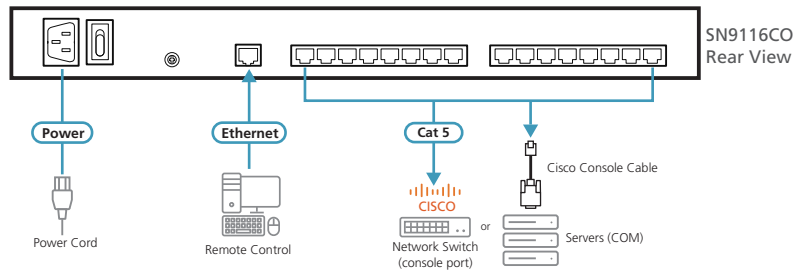 SN9116CO
Rear View
Power
Ethernet
Cat 5
Cisco Console Cable
CISCO
or
Power Cord
Remote Control
Network Switch
(console port)
Servers (COM)